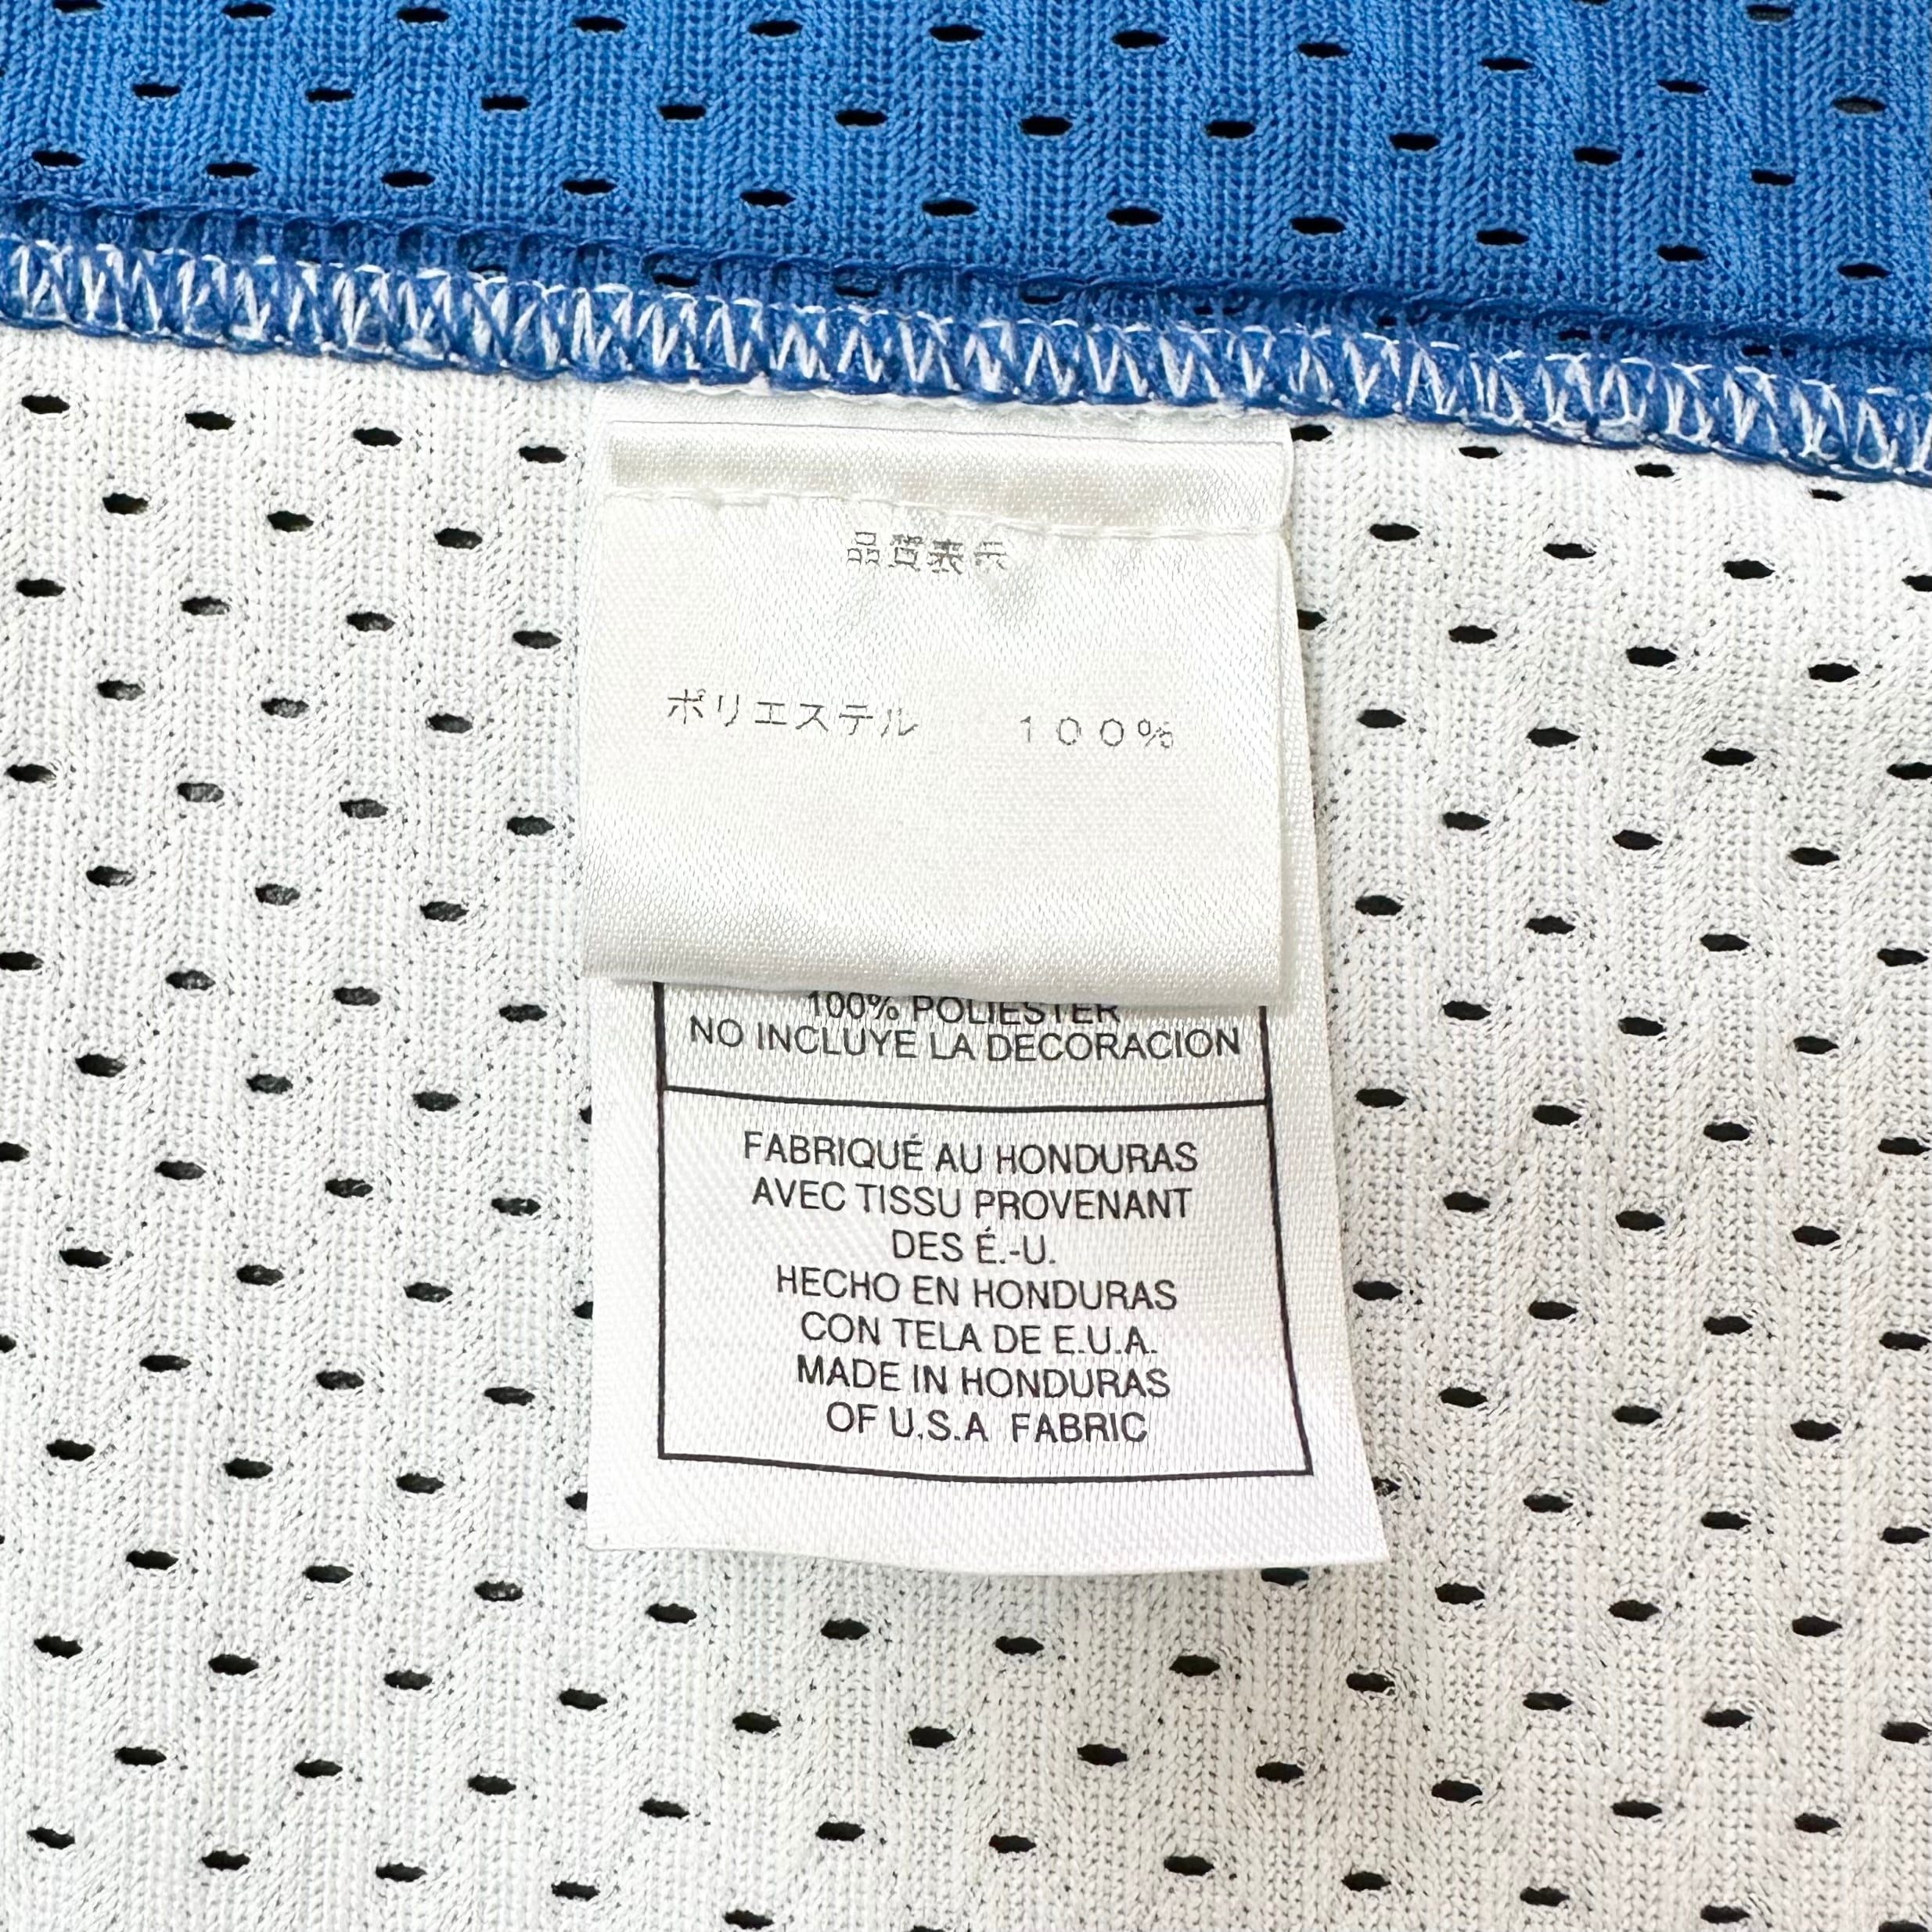 品質表示
ポリエステル　１００％
100% POLIESTER
NO INCLUYE LA DECORACION
FABRIQUÉ AU HONDURAS
AVEC TISSU PROVENANT
DES É.-U.
HECHO EN HONDURAS
CON TELA DE E.U.A.
MADE IN HONDURAS
OF U.S.A FABRIC